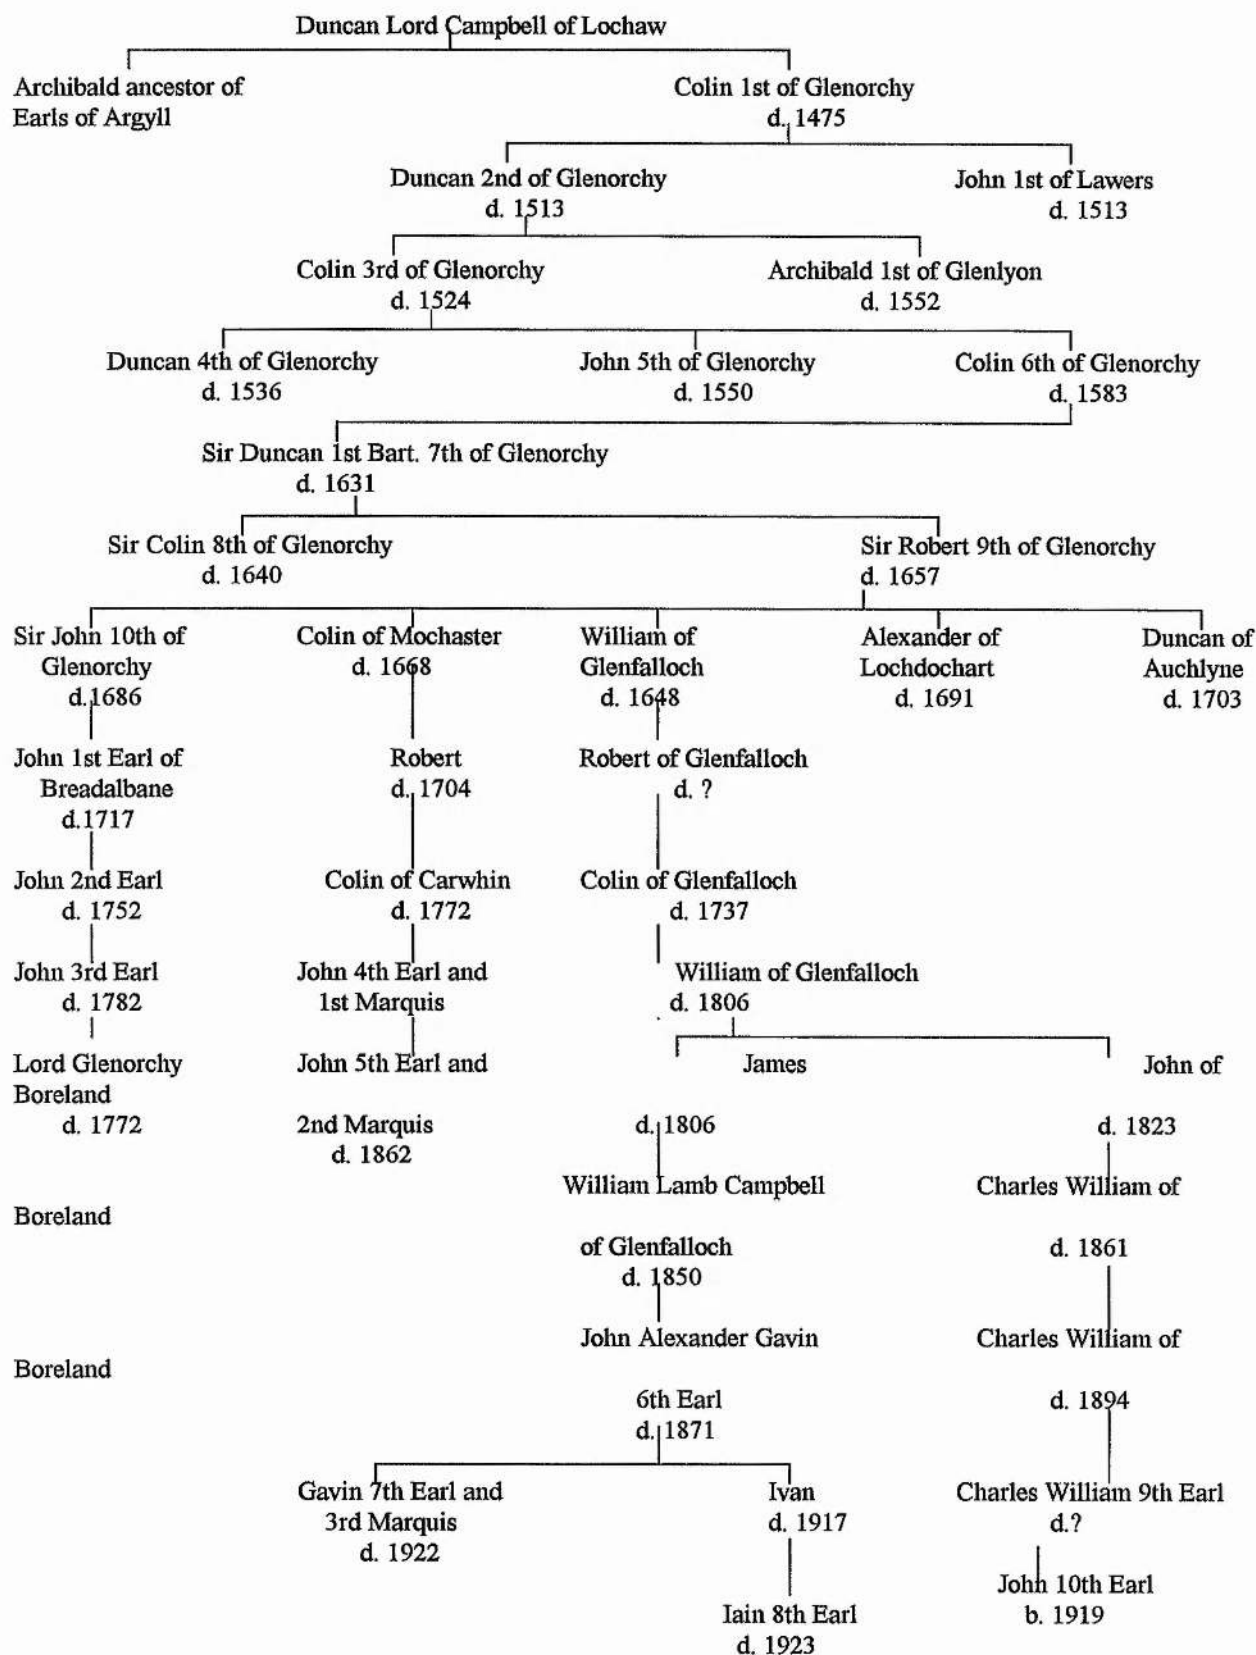 Duncan Lord Campbell of Lochaw
Archibald ancestor of
Earls of Argyll
Colin 1st of Glenorchy
d. 1475
Duncan 2nd of Glenorchy
d. 1513
John 1st of Lawers
d. 1513
Colin 3rd of Glenorchy
d. 1524
Archibald 1st of Glenlyon
d. 1552
Duncan 4th of Glenorchy
d. 1536
John 5th of Glenorchy
d. 1550
Colin 6th of Glenorchy
d. 1583
Sir Duncan 1st Bart. 7th of Glenorchy
d. 1631
Sir Colin 8th of Glenorchy
d. 1640
Sir Robert 9th of Glenorchy
d. 1657
Sir John 10th of
Glenorchy
d.1686
Colin of Mochaster
d. 1668
William of
Glenfalloch
d. 1648
Alexander of
Lochdochart
d. 1691
Duncan of
Auchlyne
d. 1703
John 1st Earl of
Breadalbane
d.1717
Robert
d. 1704
Robert of Glenfalloch
d. ?
John 2nd Earl
d. 1752
Colin of Carwhin
d. 1772
Colin of Glenfalloch
d. 1737
John 3rd Earl
d. 1782
John 4th Earl and
1st Marquis
William of Glenfalloch
d. 1806
Lord Glenorchy
John 5th Earl and
James
John of
Boreland
d. 1772
2nd Marquis
d. 1862
d. 1806
d. 1823
William Lamb Campbell
Charles William of
Boreland
of Glenfalloch
d. 1850
d. 1861
John Alexander Gavin
Charles William of
Boreland
6th Earl
d. 1871
d. 1894
Gavin 7th Earl and
3rd Marquis
d. 1922
Ivan
d. 1917
Charles William 9th Earl
d.?
John 10th Earl
b. 1919
Iain 8th Earl
d. 1923